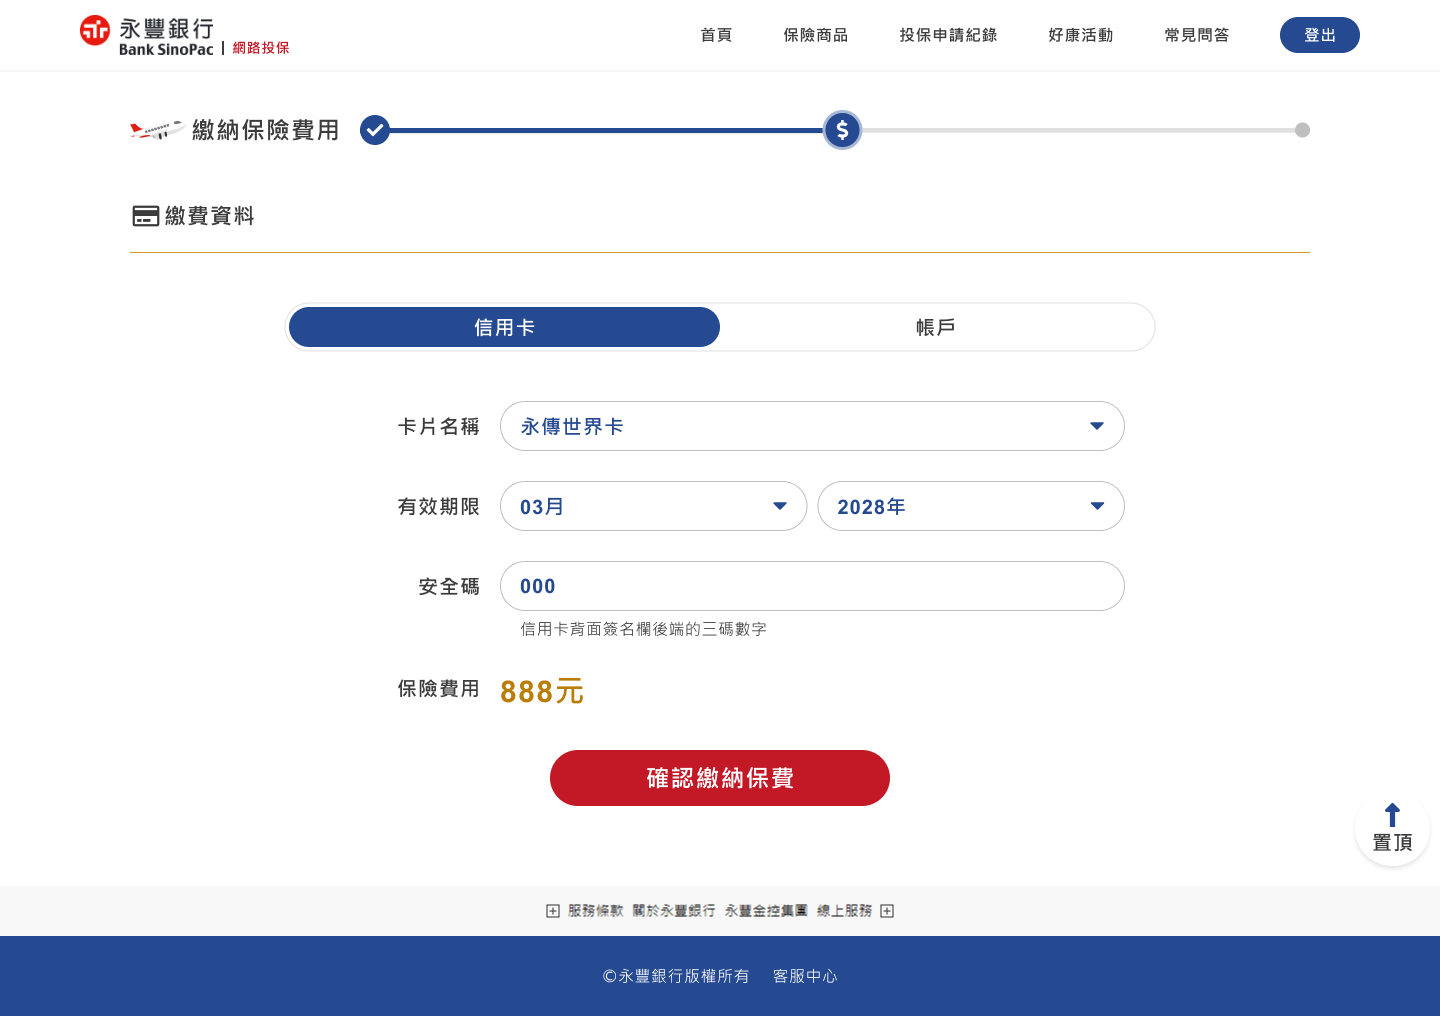 永豐銀行
Bank SinoPac | 網路投保
首頁 保險商品 投保申請紀錄 好康活動 常見問答 登出
繳納保險費用
$
繳費資料
信用卡 帳戶
卡片名稱 永傳世界卡
有效期限 03月 2028年
安全碼 000
信用卡背面簽名欄後端的三碼數字
保險費用 888元
確認繳納保費
置頂
服務條款 關於永豐銀行 永豐金控集團 線上服務
©永豐銀行版權所有 客服中心